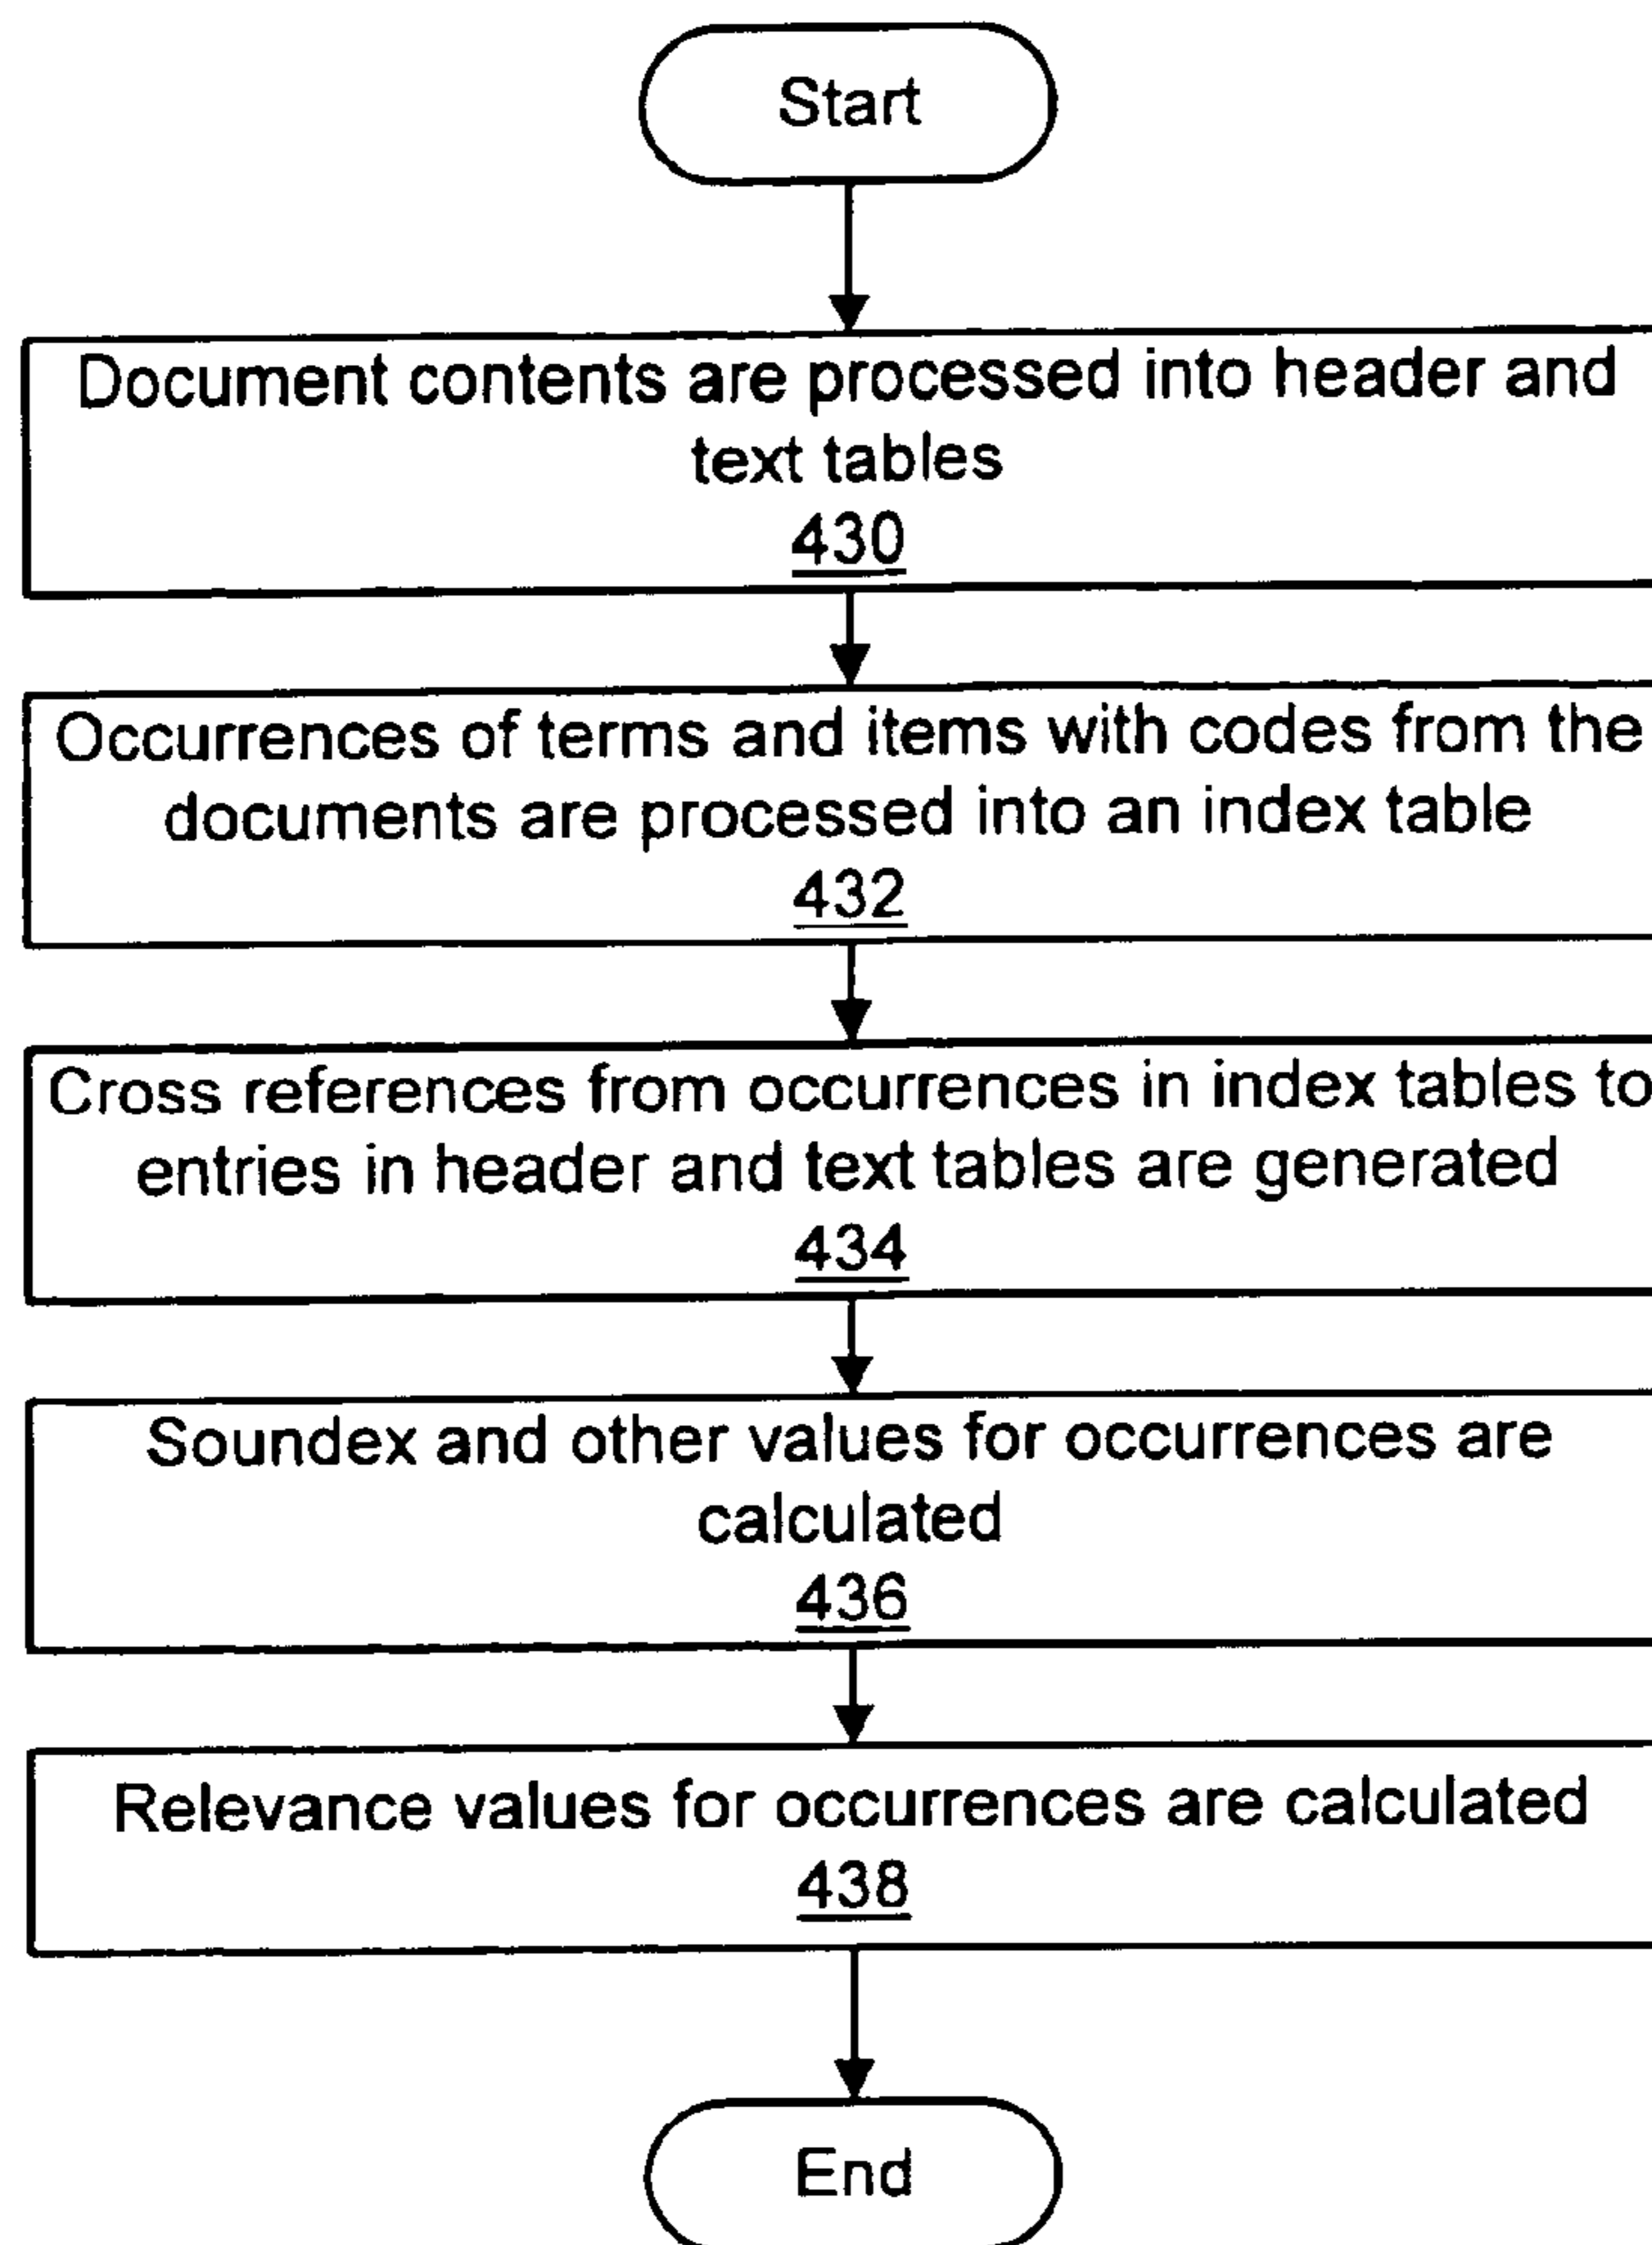 Start
Document contents are processed into header and
text tables
430
Occurrences of terms and items with codes from the
documents are processed into an index table
432
Cross references from occurrences in index tables to
entries in header and text tables are generated
434
Soundex and other values for occurrences are
calculated
436
Relevance values for occurrences are calculated
438
End